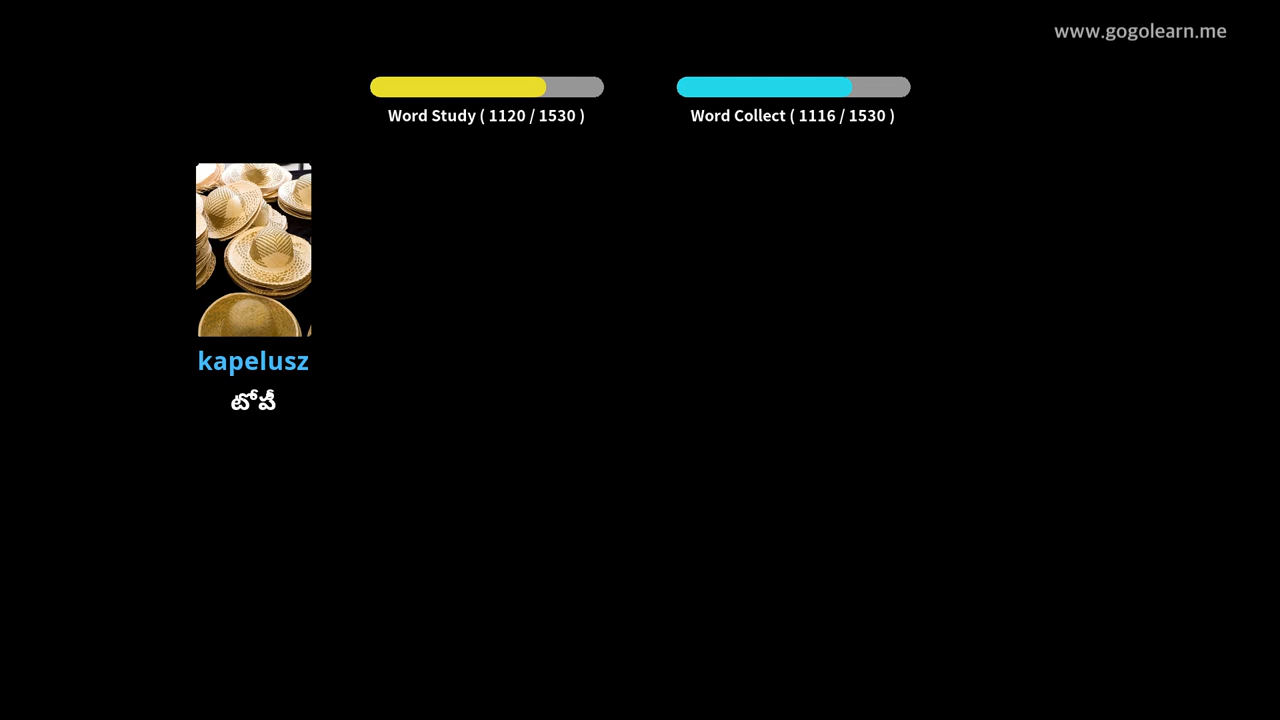 www.gogolearn.me
Word Study ( 1120 / 1530 )
Word Collect ( 1116 / 1530 )
kapelusz
టోపీ